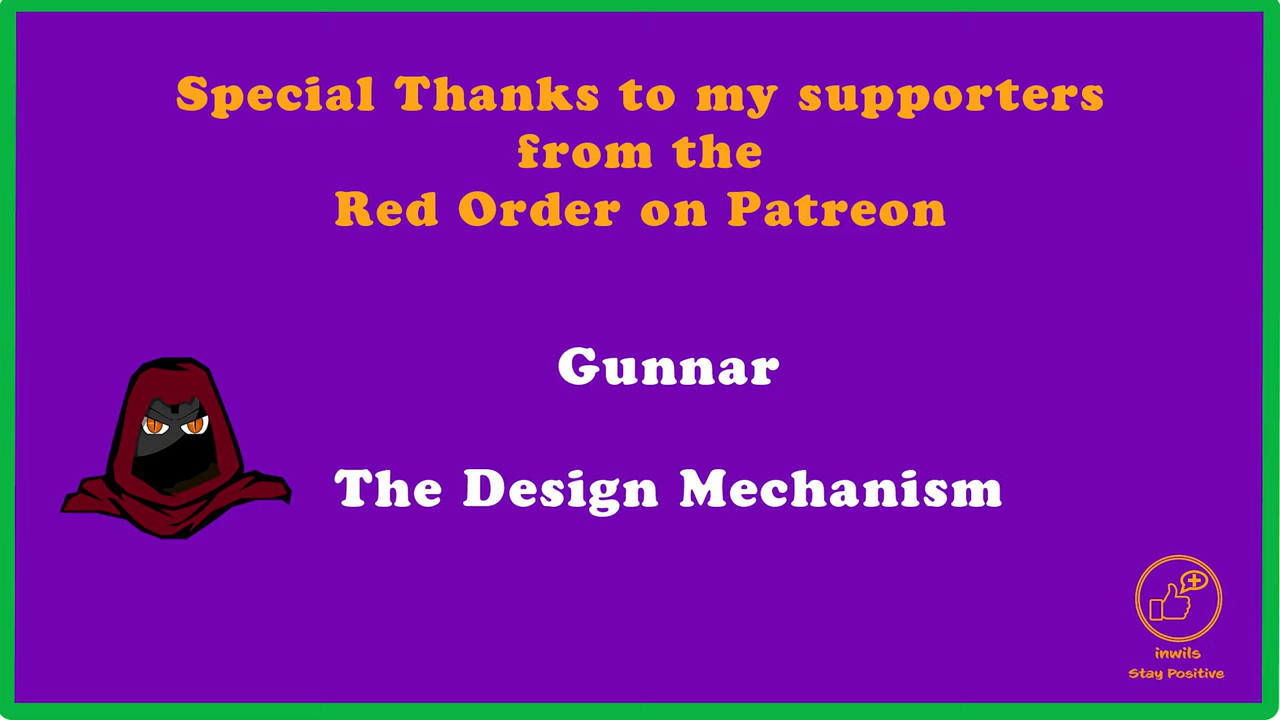 Special Thanks to my supporters
from the
Red Order on Patreon
Gunnar
The Design Mechanism
inwils
Stay Positive